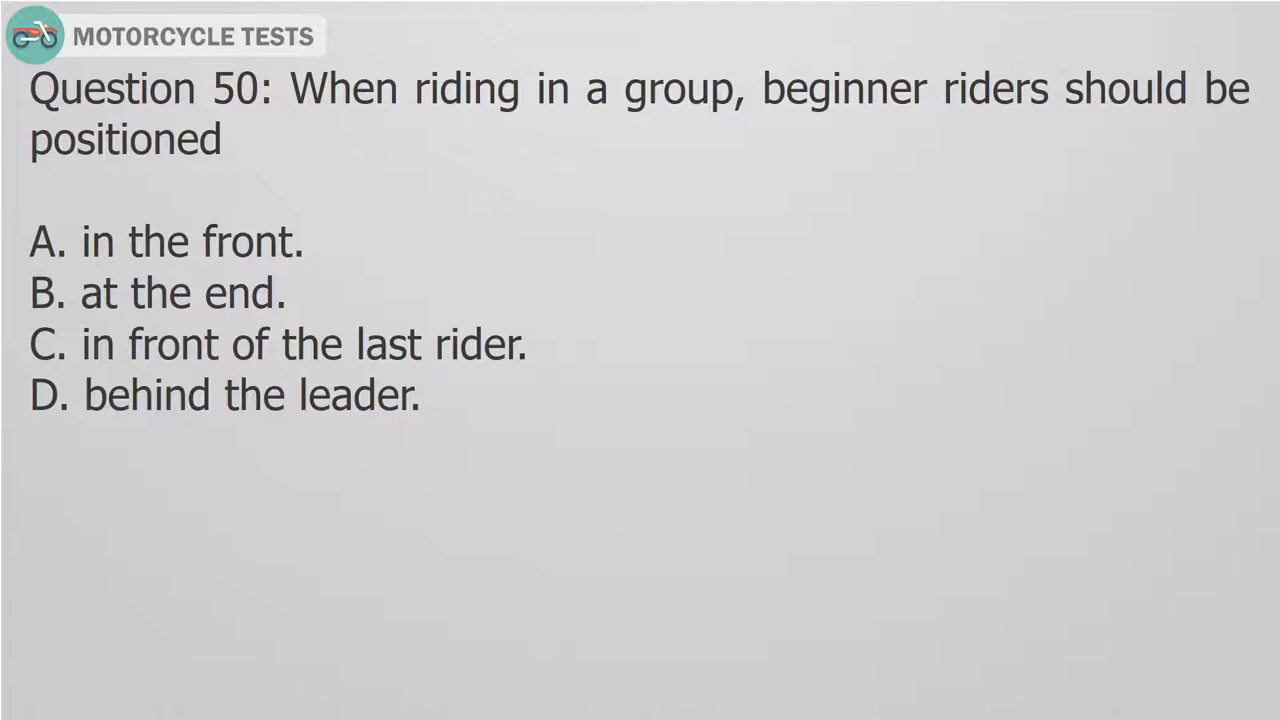 MOTORCYCLE TESTS
Question 50: When riding in a group, beginner riders should be
positioned
A. in the front.
B. at the end.
C. in front of the last rider.
D. behind the leader.